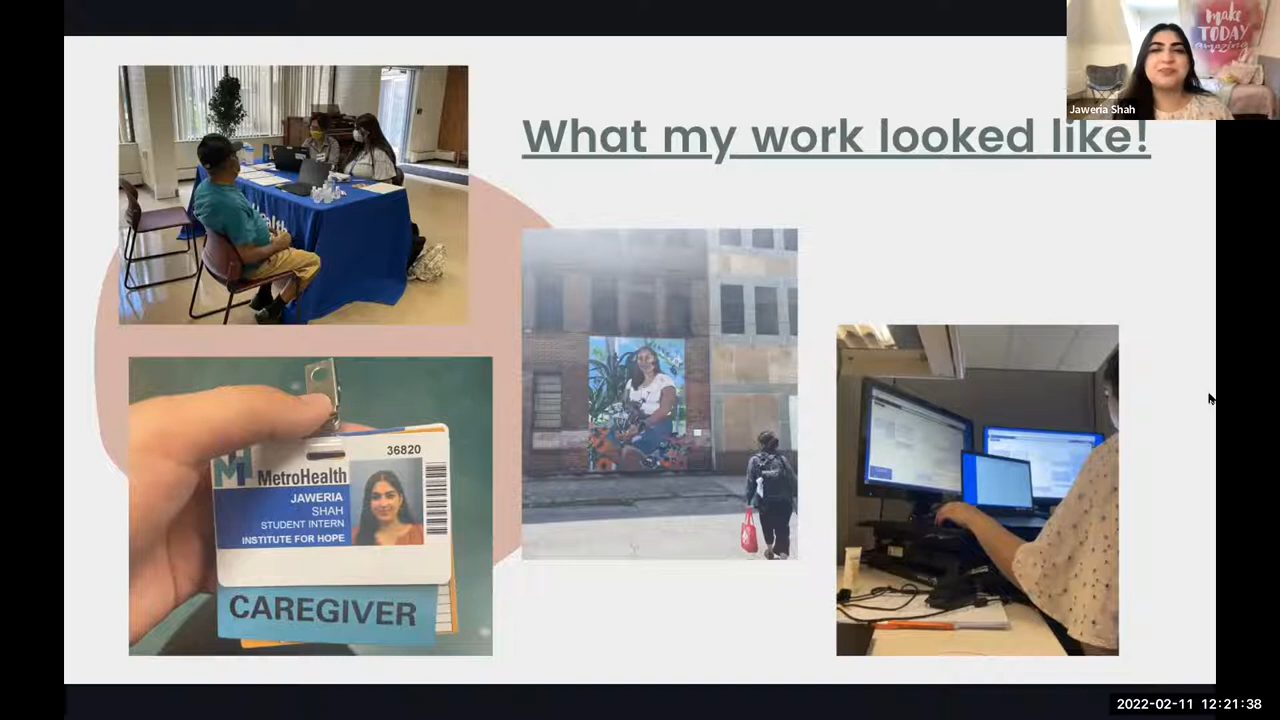 make
TODAY
amazing
Jaweria Shah
What my work looked like!
36820
MetroHealth
JAWERIA
SHAH
STUDENT INTERN
INSTITUTE FOR HOPE
CAREGIVER
2022-02-11 12:21:38